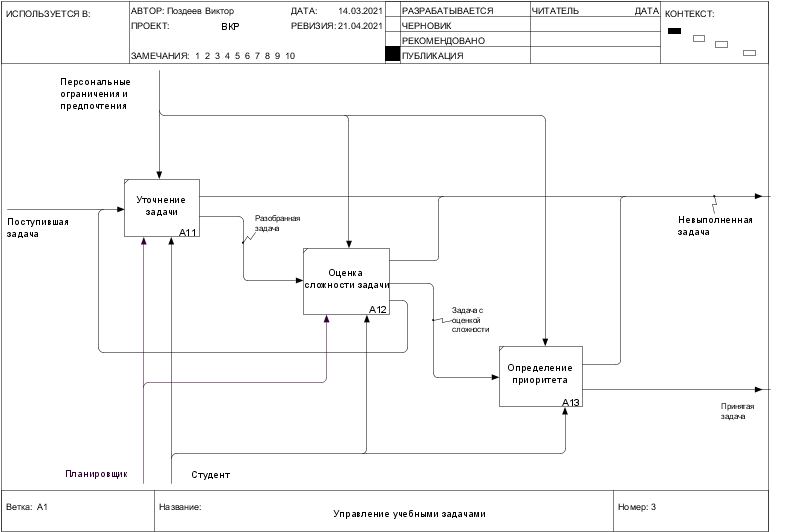 ИСПОЛЬЗУЕТСЯ В:
АВТОР: Поздеев Виктор
ДАТА: 14.03.2021
ПРОЕКТ: ВКР
РЕВИЗИЯ: 21.04.2021
ЗАМЕЧАНИЯ: 1 2 3 4 5 6 7 8 9 10
РАЗРАБАТЫВАЕТСЯ
ЧЕРНОВИК
РЕКОМЕНДОВАНО
ПУБЛИКАЦИЯ
ЧИТАТЕЛЬ ДАТА
КОНТЕКСТ:
Персональные
ограничения и
предпочтения
Поступившая
задача
Уточнение
задачи
A11
Разобранная
задача
Оценка
сложности задачи
A12
Задача с
оценкой
сложности
Определение
приоритета
A13
Невыполненная
задача
Принятая
задача
Планировщик
Студент
Ветка: A1
Название:
Управление учебными задачами
Номер: 3